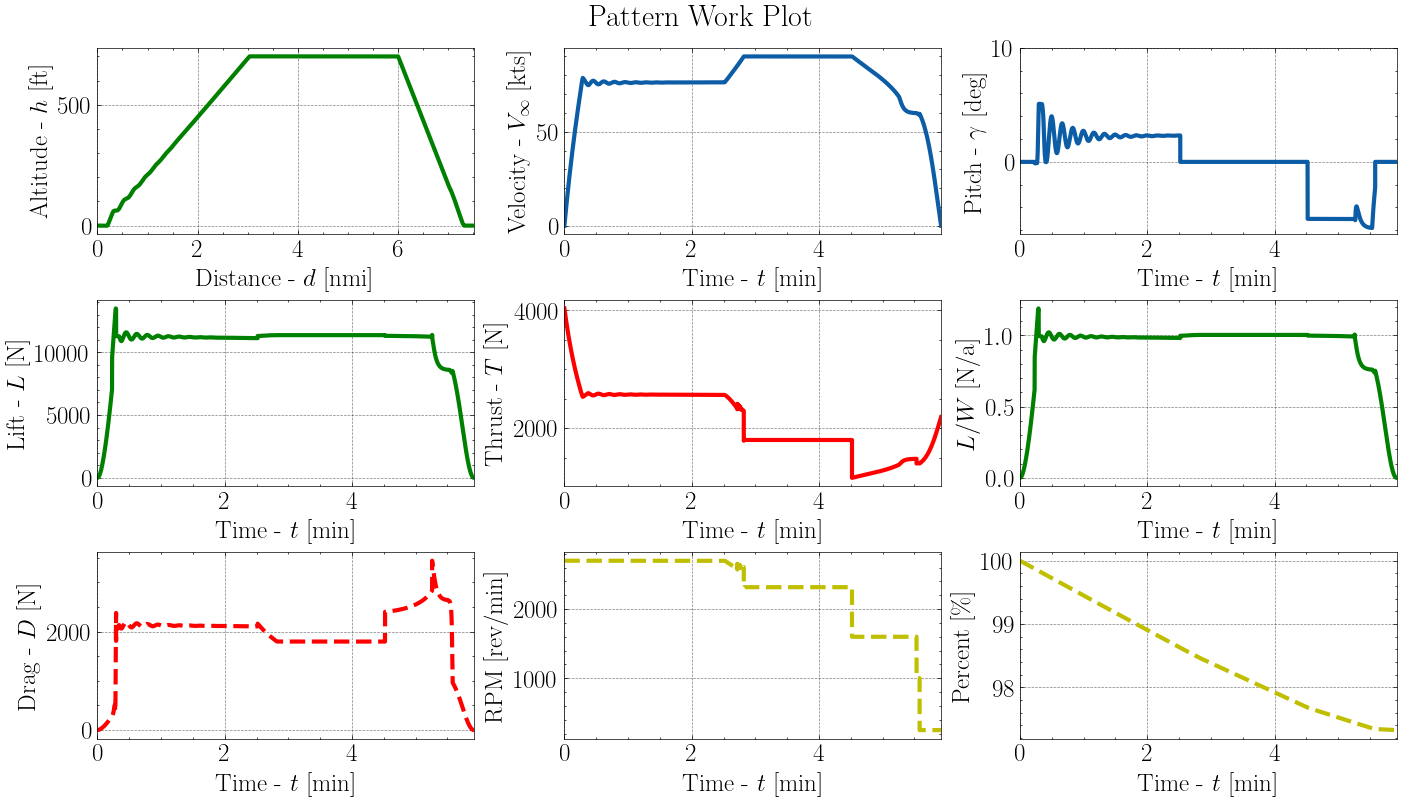 Pattern Work Plot
Altitude - h [ft]
500
0
0 2 4 6
Distance - d [nmi]
Velocity - V∞ [kts]
50
0
0 2 4
Time - t [min]
Pitch - γ [deg]
10
0
0 2 4
Time - t [min]
Lift - L [N]
10000
5000
0
0 2 4
Time - t [min]
Thrust - T [N]
4000
2000
0 2 4
Time - t [min]
L/W [N/a]
1.0
0.5
0.0
0 2 4
Time - t [min]
Drag - D [N]
2000
0
0 2 4
Time - t [min]
RPM [rev/min]
2000
1000
0 2 4
Time - t [min]
Percent [%]
100
99
98
0 2 4
Time - t [min]